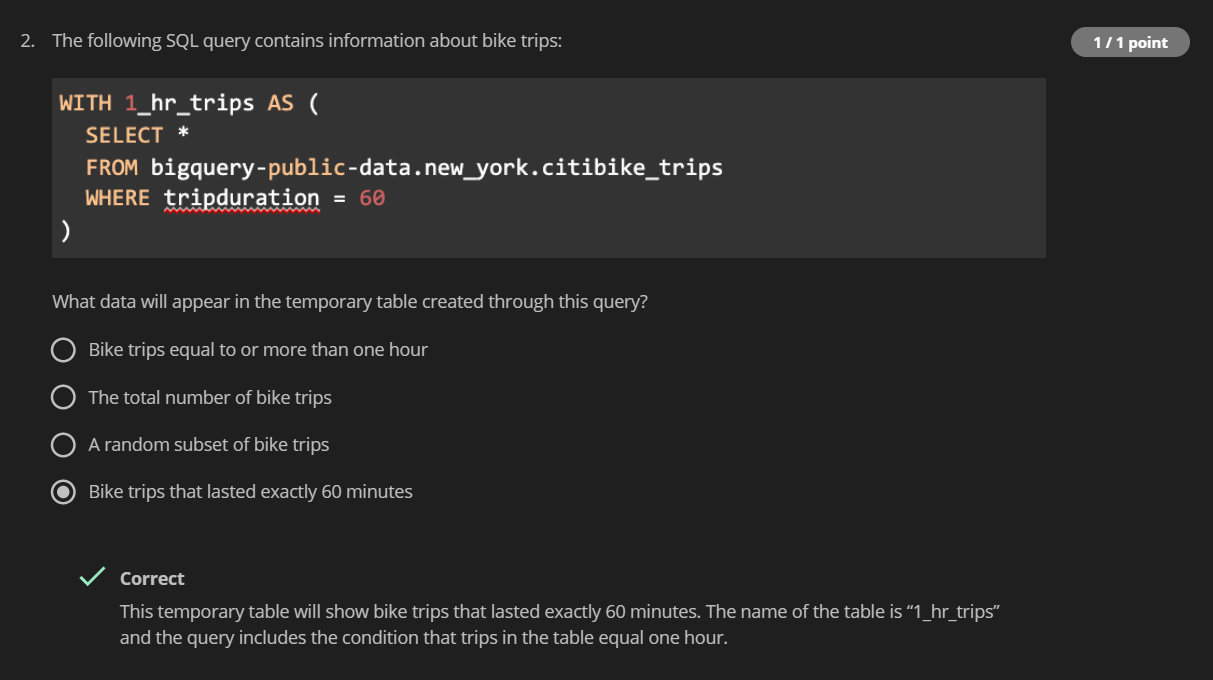 2. The following SQL query contains information about bike trips:
1 / 1 point
WITH 1_hr_trips AS (
SELECT *
FROM bigquery-public-data.new_york.citibike_trips
WHERE tripduration = 60
)
What data will appear in the temporary table created through this query?
Bike trips equal to or more than one hour
The total number of bike trips
A random subset of bike trips
Bike trips that lasted exactly 60 minutes
Correct
This temporary table will show bike trips that lasted exactly 60 minutes. The name of the table is “1_hr_trips”
and the query includes the condition that trips in the table equal one hour.